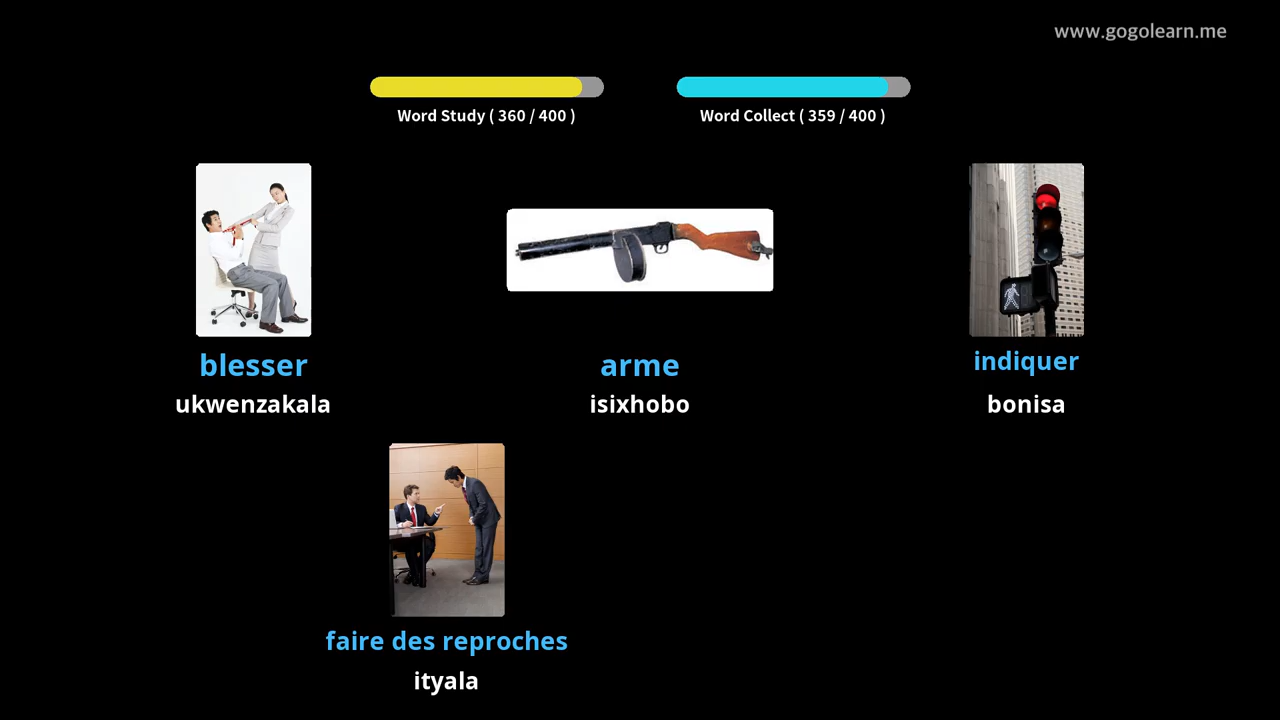 www.gogolearn.me
Word Study ( 360 / 400 )
Word Collect ( 359 / 400 )
blesser
ukwenzakala
arme
isixhobo
indiquer
bonisa
faire des reproches
ityala